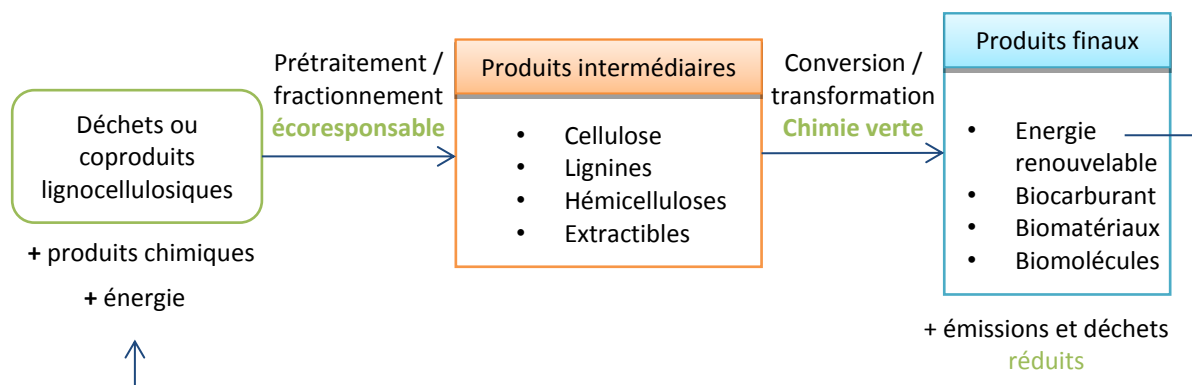 Déchets ou
coproduits
lignocellulosiques
+ produits chimiques
+ énergie
Prétraitement /
fractionnement
écoresponsable
Produits intermédiaires
• Cellulose
• Lignines
• Hémicelluloses
• Extractibles
Conversion /
transformation
Chimie verte
Produits finaux
• Energie
renouvelable
• Biocarburant
• Biomatériaux
• Biomolécules
+ émissions et déchets
réduits